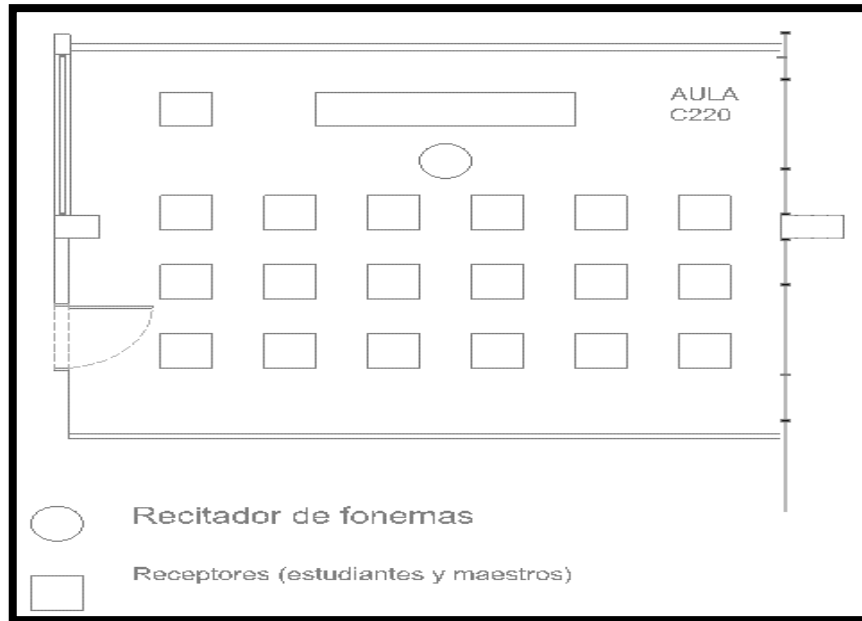 AULA
C220
Recitador de fonemas
Receptores (estudiantes y maestros)